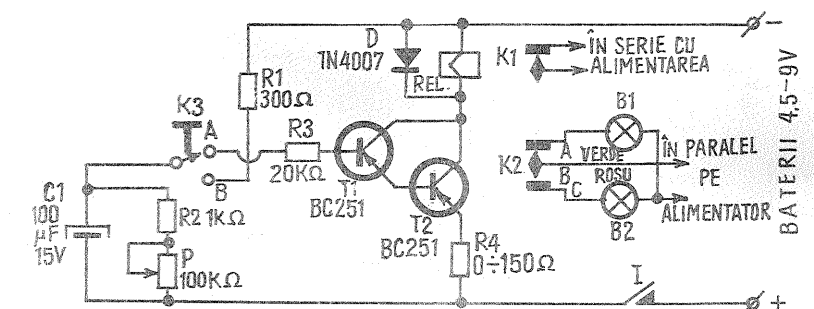 D
1N4007
REL.
K1
ÎN SERIE CU
ALIMENTAREA
−
R1
300Ω
K3
A
B
R3
20KΩ
T1
BC251
T2
BC251
K2
A
B
C
VERDE
ROȘU
B1
B2
ÎN PARALEL
PE
ALIMENTATOR
BATERII 4,5-9V
C1
100
µF
15V
R2 1KΩ
P
100KΩ
R4
0÷150Ω
I
+